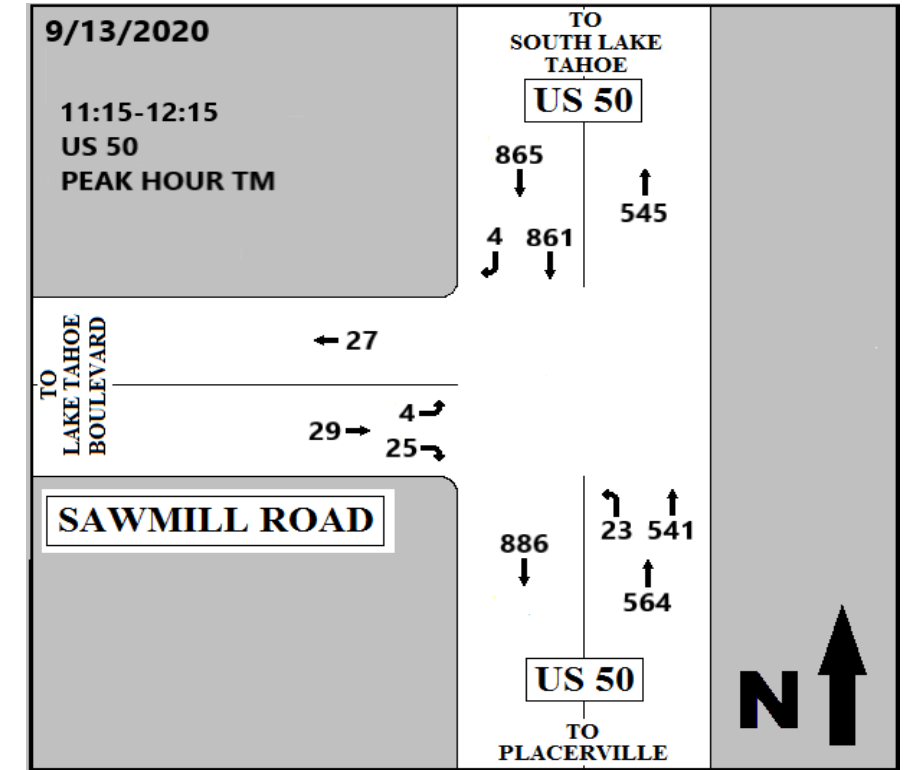 9/13/2020
11:15-12:15
US 50
PEAK HOUR TM
TO
SOUTH LAKE
TAHOE
US 50
865
545
4 861
27
TO
LAKE TAHOE
BOULEVARD
4
29
25
SAWMILL ROAD
23 541
886
564
US 50
TO
PLACERVILLE
N